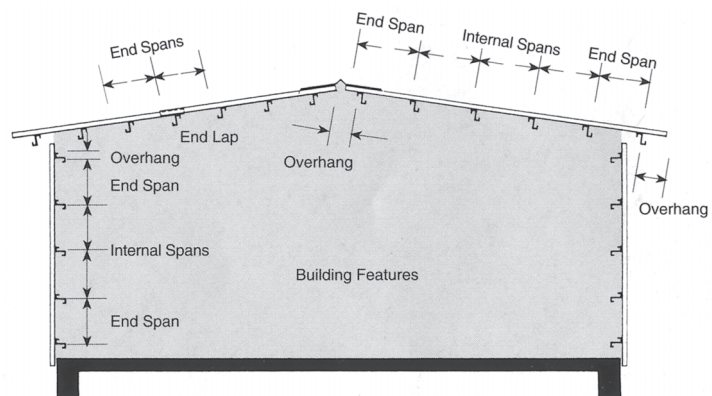 End Spans
End Span
Internal Spans
End Span
End Lap
Overhang
Overhang
End Span
Overhang
Internal Spans
Building Features
End Span